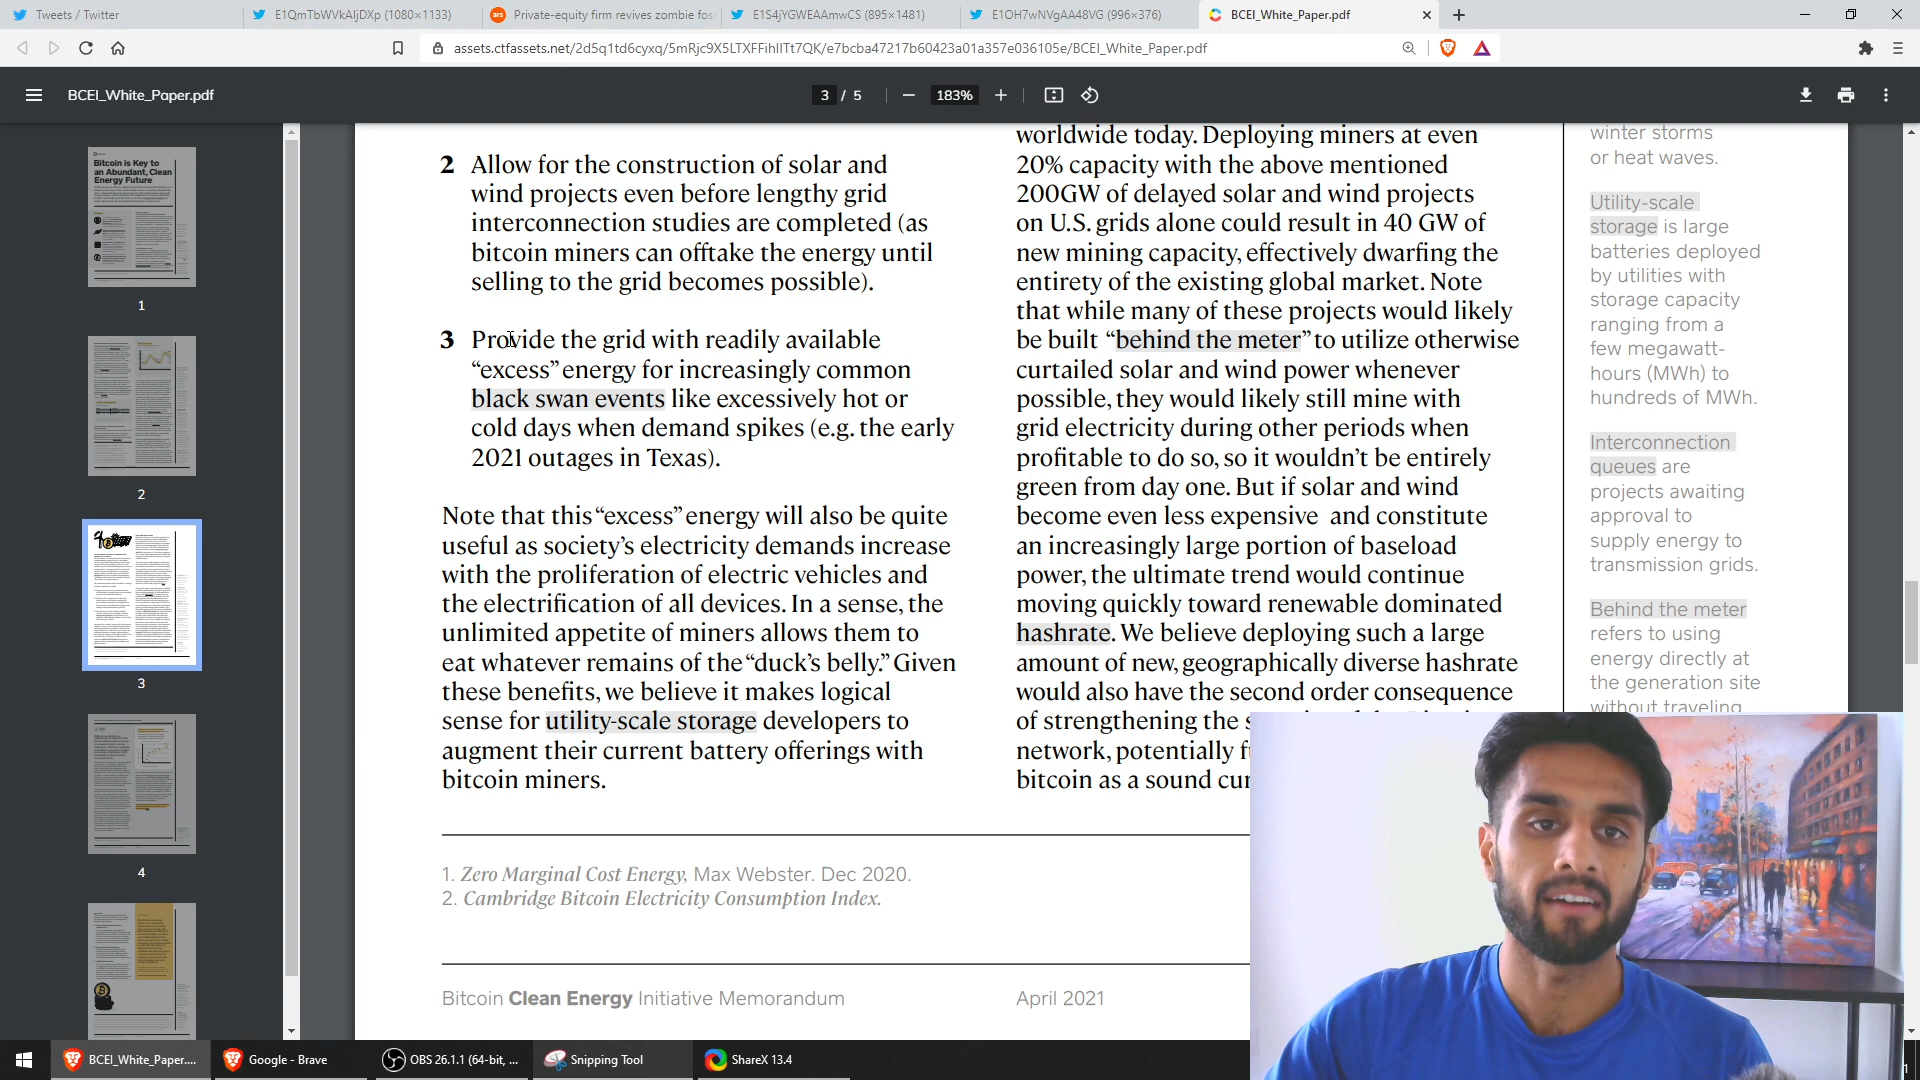 Tweets / Twitter
E1QmTbWVkAIjDXp (1080×1133)
Private-equity firm revives zombie fos
E1S4jYGWEAAmwCS (895×1481)
E1OH7wNVgAA48VG (996×376)
BCEI_White_Paper.pdf
assets.ctfassets.net/2d5q1td6cyxq/5mRjc9X5LTXFFihlITt7QK/e7bcba47217b60423a01a357e036105e/BCEI_White_Paper.pdf
BCEI_White_Paper.pdf
3 / 5
183%
Bitcoin is Key to
an Abundant, Clean
Energy Future
1
2
3
4
2 Allow for the construction of solar and
wind projects even before lengthy grid
interconnection studies are completed (as
bitcoin miners can offtake the energy until
selling to the grid becomes possible).
3 Provide the grid with readily available
“excess” energy for increasingly common
black swan events like excessively hot or
cold days when demand spikes (e.g. the early
2021 outages in Texas).
Note that this “excess” energy will also be quite
useful as society’s electricity demands increase
with the proliferation of electric vehicles and
the electrification of all devices. In a sense, the
unlimited appetite of miners allows them to
eat whatever remains of the “duck’s belly.” Given
these benefits, we believe it makes logical
sense for utility-scale storage developers to
augment their current battery offerings with
bitcoin miners.
worldwide today. Deploying miners at even
20% capacity with the above mentioned
200GW of delayed solar and wind projects
on U.S. grids alone could result in 40 GW of
new mining capacity, effectively dwarfing the
entirety of the existing global market. Note
that while many of these projects would likely
be built “behind the meter” to utilize otherwise
curtailed solar and wind power whenever
possible, they would likely still mine with
grid electricity during other periods when
profitable to do so, so it wouldn’t be entirely
green from day one. But if solar and wind
become even less expensive and constitute
an increasingly large portion of baseload
power, the ultimate trend would continue
moving quickly toward renewable dominated
hashrate. We believe deploying such a large
amount of new, geographically diverse hashrate
would also have the second order consequence
of strengthening the s
network, potentially f
bitcoin as a sound cu
winter storms
or heat waves.
Utility-scale
storage is large
batteries deployed
by utilities with
storage capacity
ranging from a
few megawatt-
hours (MWh) to
hundreds of MWh.
Interconnection
queues are
projects awaiting
approval to
supply energy to
transmission grids.
Behind the meter
refers to using
energy directly at
the generation site
without traveling
1. Zero Marginal Cost Energy, Max Webster. Dec 2020.
2. Cambridge Bitcoin Electricity Consumption Index.
Bitcoin Clean Energy Initiative Memorandum
April 2021
BCEI_White_Paper....
Google - Brave
OBS 26.1.1 (64-bit, ...
Snipping Tool
ShareX 13.4